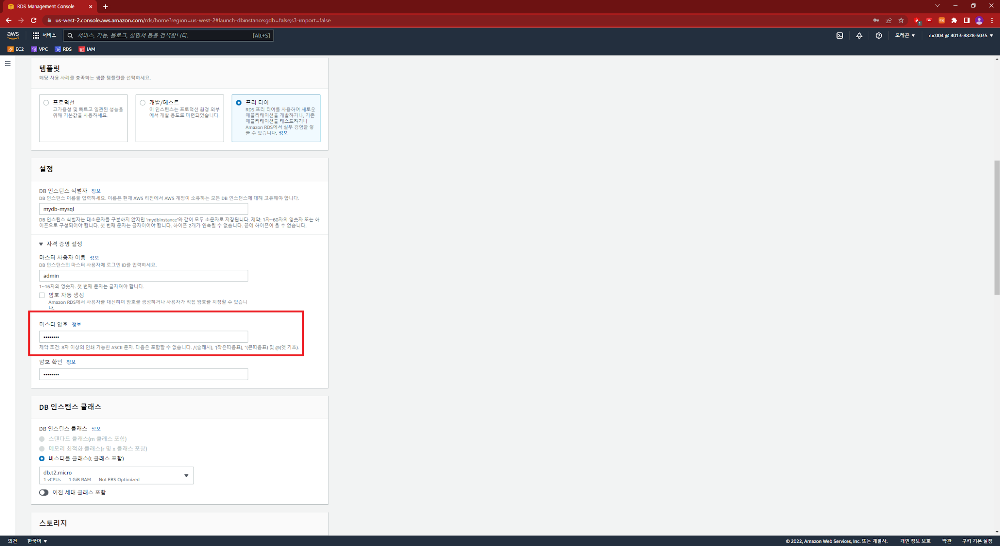 RDS Management Console
us-west-2.console.aws.amazon.com/rds/home?region=us-west-2#launch-dbinstance:gdb=false;s3-import=false
1
aws
서비스
서비스, 기능, 블로그, 설명서 등을 검색합니다.
[Alt+S]
오레곤
mc004 @ 4013-8828-5035
EC2
VPC
RDS
IAM
템플릿
해당 사용 사례를 충족하는 샘플 템플릿을 선택하세요.
프로덕션
고가용성 및 빠르고 일관된 성능을
위해 기본값을 사용하세요.
개발/테스트
이 인스턴스는 프로덕션 환경 외부
에서 개발 용도로 마련되었습니다.
프리 티어
RDS 프리 티어를 사용하여 새로운
애플리케이션을 개발하거나, 기존
애플리케이션을 테스트하거나
Amazon RDS에서 실무 경험을 쌓
을 수 있습니다. 정보
설정
DB 인스턴스 식별자 정보
DB 인스턴스 이름을 입력하세요. 이름은 현재 AWS 리전에서 AWS 계정이 소유하는 모든 DB 인스턴스에 대해 고유해야 합니다.
mydb-mysql
DB 인스턴스 식별자는 대소문자를 구분하지 않지만 'mydbinstance'와 같이 모두 소문자로 저장됩니다. 제약: 1자~60자의 영숫자 또는 하
이픈으로 구성되어야 합니다. 첫 번째 문자는 글자이어야 합니다. 하이픈 2개가 연속될 수 없습니다. 끝에 하이픈이 올 수 없습니다.
자격 증명 설정
마스터 사용자 이름 정보
DB 인스턴스의 마스터 사용자에 로그인 ID를 입력하세요.
admin
1~16자의 영숫자. 첫 번째 문자는 글자여야 합니다.
암호 자동 생성
Amazon RDS에서 사용자를 대신하여 암호를 생성하거나 사용자가 직접 암호를 지정할 수 있습니
다.
마스터 암호 정보
••••••••
제약 조건: 8자 이상의 인쇄 가능한 ASCII 문자. 다음은 포함할 수 없습니다. /(슬래시), '(작은따옴표), "(큰따옴표) 및 @(앳 기호).
암호 확인 정보
••••••••
DB 인스턴스 클래스
DB 인스턴스 클래스 정보
스탠다드 클래스(m 클래스 포함)
메모리 최적화 클래스(r 및 x 클래스 포함)
버스터블 클래스(t 클래스 포함)
db.t2.micro
1 vCPUs 1 GiB RAM Not EBS Optimized
이전 세대 클래스 포함
스토리지
의견
한국어
© 2022, Amazon Web Services, Inc. 또는 계열사.
개인 정보 보호
약관
쿠키 기본 설정